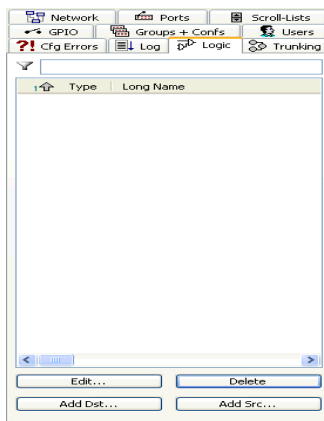 Network Ports Scroll-Lists
GPIO Groups + Confs Users
?! Cfg Errors Log Logic Trunking
1 Type Long Name
Edit... Delete
Add Dst... Add Src...